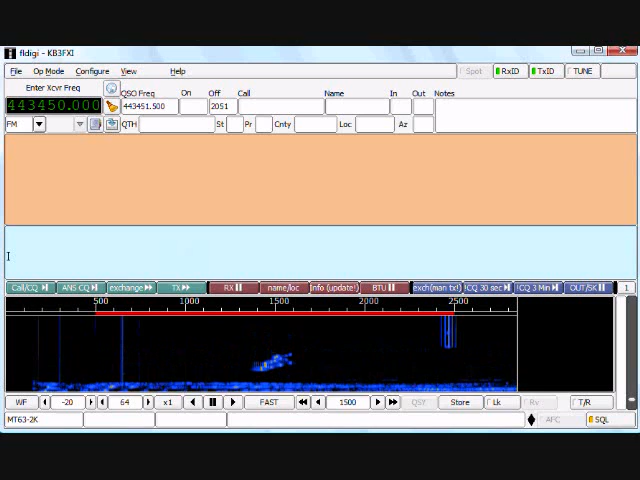 fldigi - KB3FXI
File Op Mode Configure View Help Spot RxID TxID TUNE
Enter Xcvr Freq QSO Freq On Off Call Name In Out Notes
443450.000 443451.500 2051
FM QTH St Pr Cnty Loc Az
Call/CQ ANS CQ exchange TX RX name/loc Info (update!) BTU exch(man tx!) !CQ 30 sec !CQ 3 Min OUT/SK 1
500 1000 1500 2000 2500
WF -20 64 x1 FAST 1500 QSY Store Lk Rv T/R
MT63-2K AFC SQL